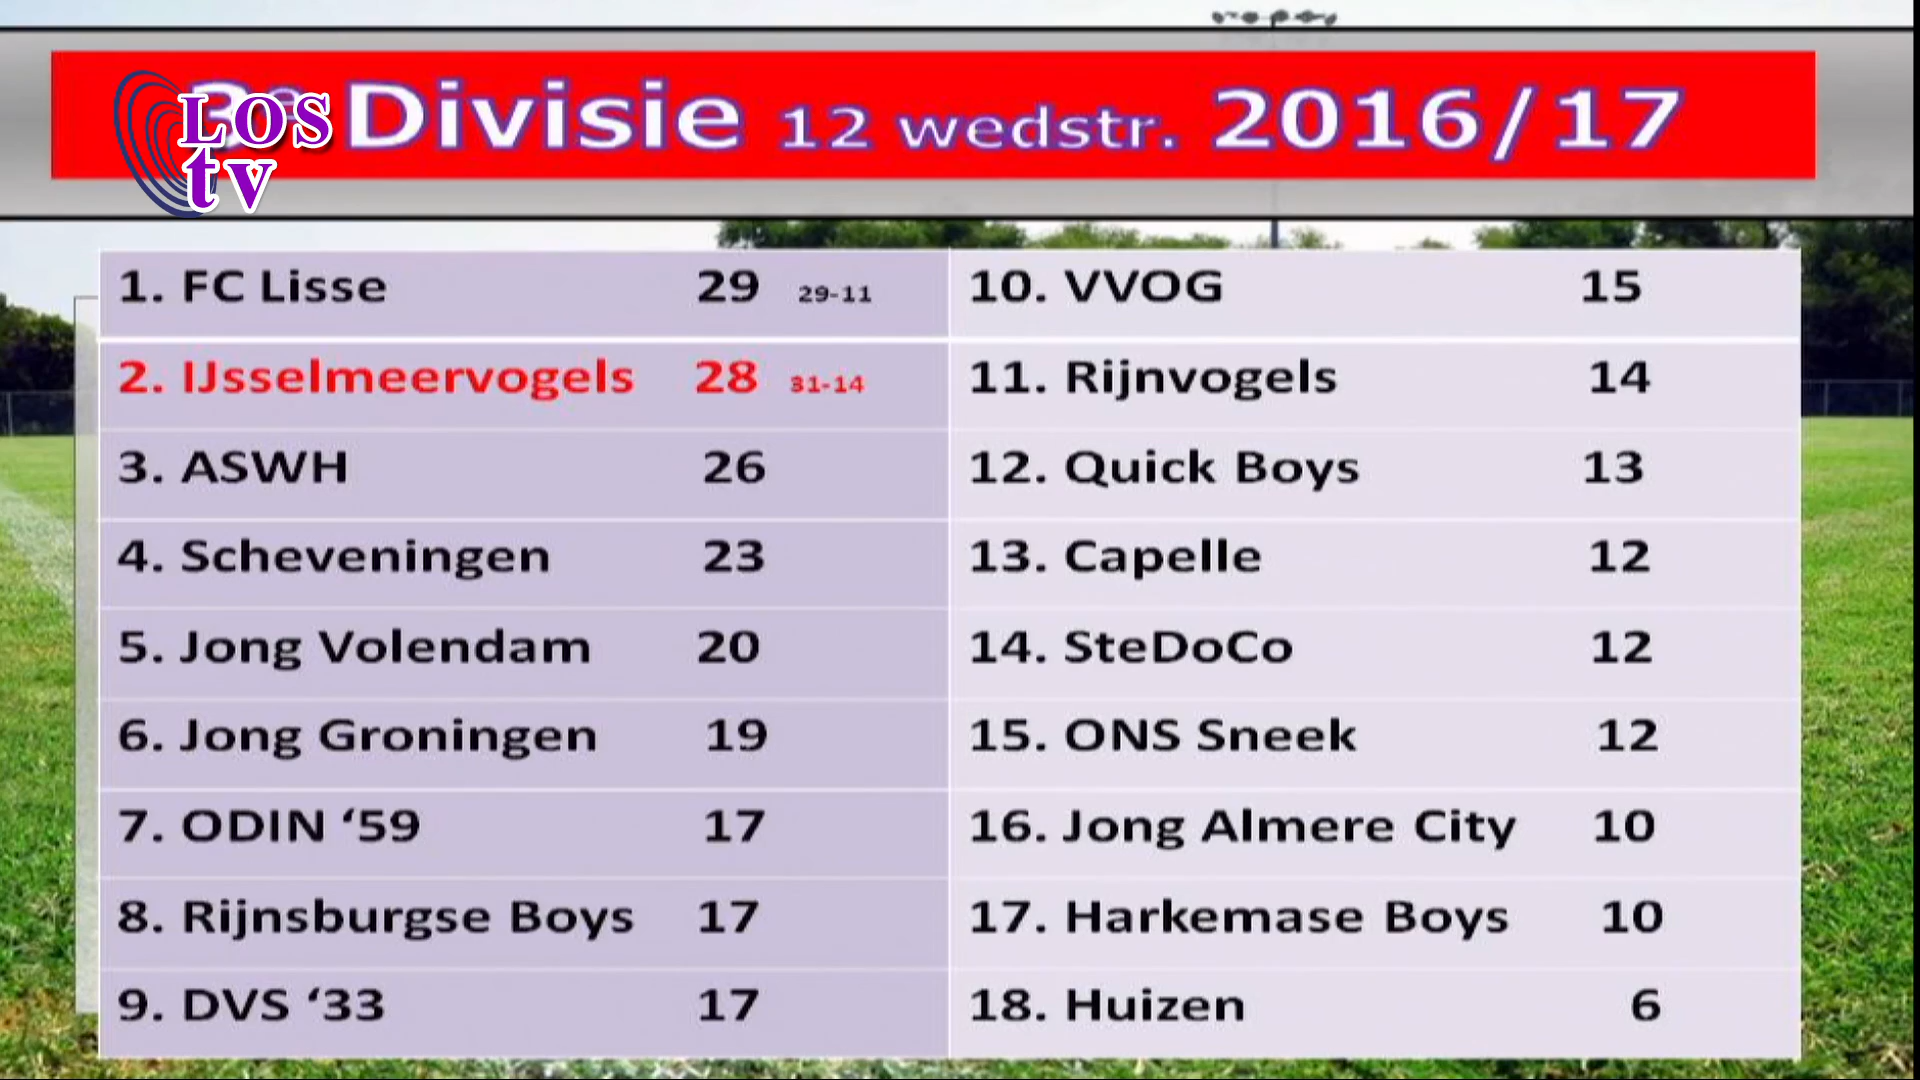 3e Divisie 12 wedstr. 2016/17
LOS
tv
1. FC Lisse 29 29-11
2. IJsselmeervogels 28 31-14
3. ASWH 26
4. Scheveningen 23
5. Jong Volendam 20
6. Jong Groningen 19
7. ODIN ‘59 17
8. Rijnsburgse Boys 17
9. DVS ‘33 17
10. VVOG 15
11. Rijnvogels 14
12. Quick Boys 13
13. Capelle 12
14. SteDoCo 12
15. ONS Sneek 12
16. Jong Almere City 10
17. Harkemase Boys 10
18. Huizen 6